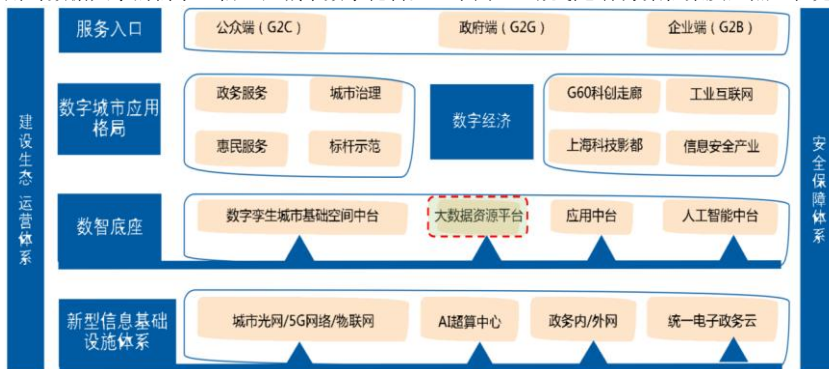 服务入口
公众端（G2C）
政府端（G2G）
企业端（G2B）
数字城市应用
格局
政务服务
城市治理
惠民服务
标杆示范
数字经济
G60科创走廊
工业互联网
上海科技影都
信息安全产业
数智底座
数字孪生城市基础空间中台
大数据资源平台
应用中台
人工智能中台
新型信息基础
设施体系
城市光网/5G网络/物联网
AI超算中心
政务内/外网
统一电子政务云
建设生态 运营体系
安全保障体系